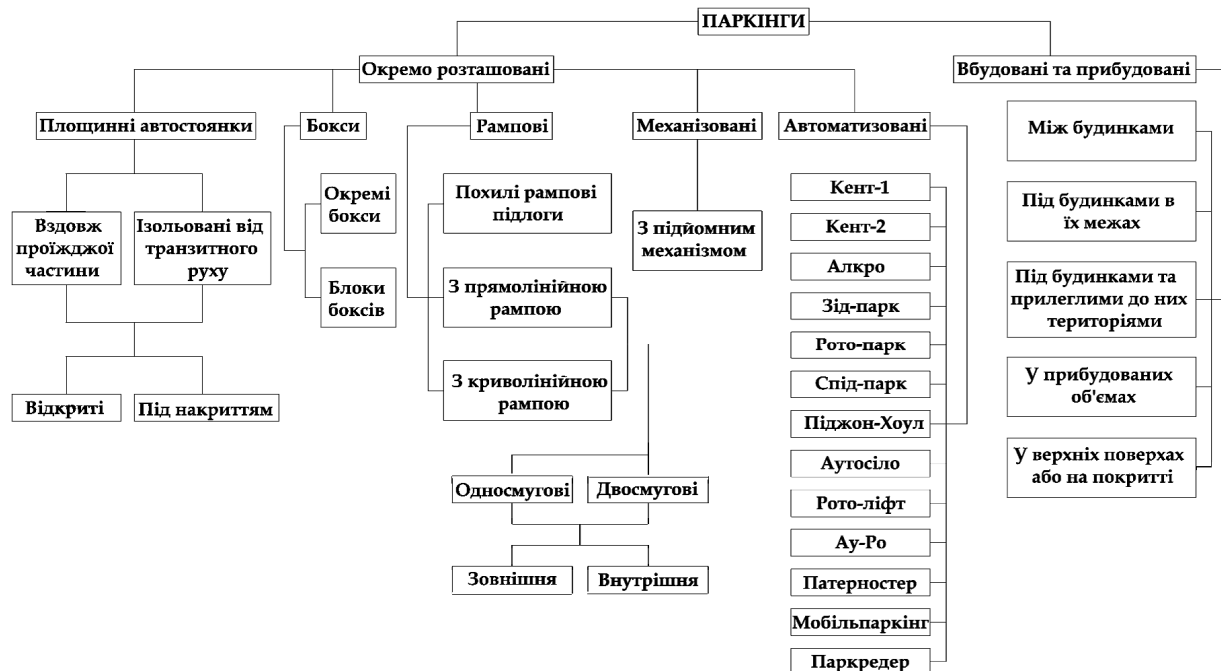 ПАРКІНГИ
Окремо розташовані
Вбудовані та прибудовані
Площинні автостоянки
Бокси
Рампові
Механізовані
Автоматизовані
Вздовж
проїжджої
частини
Ізольовані від
транзитного
руху
Відкриті
Під накриттям
Окремі
бокси
Блоки
боксів
Похилі рампові
підлоги
З прямолінійною
рампою
З криволінійною
рампою
Односмугові
Двосмугові
Зовнішня
Внутрішня
З підйомним
механізмом
Кент-1
Кент-2
Алкро
Зід-парк
Рото-парк
Спід-парк
Піджон-Хоул
Аутосіло
Рото-ліфт
Ау-Ро
Патерностер
Мобільпаркінг
Паркредер
Між будинками
Під будинками в
їх межах
Під будинками та
прилеглими до них
територіями
У прибудованих
об'ємах
У верхніх поверхах
або на покритті